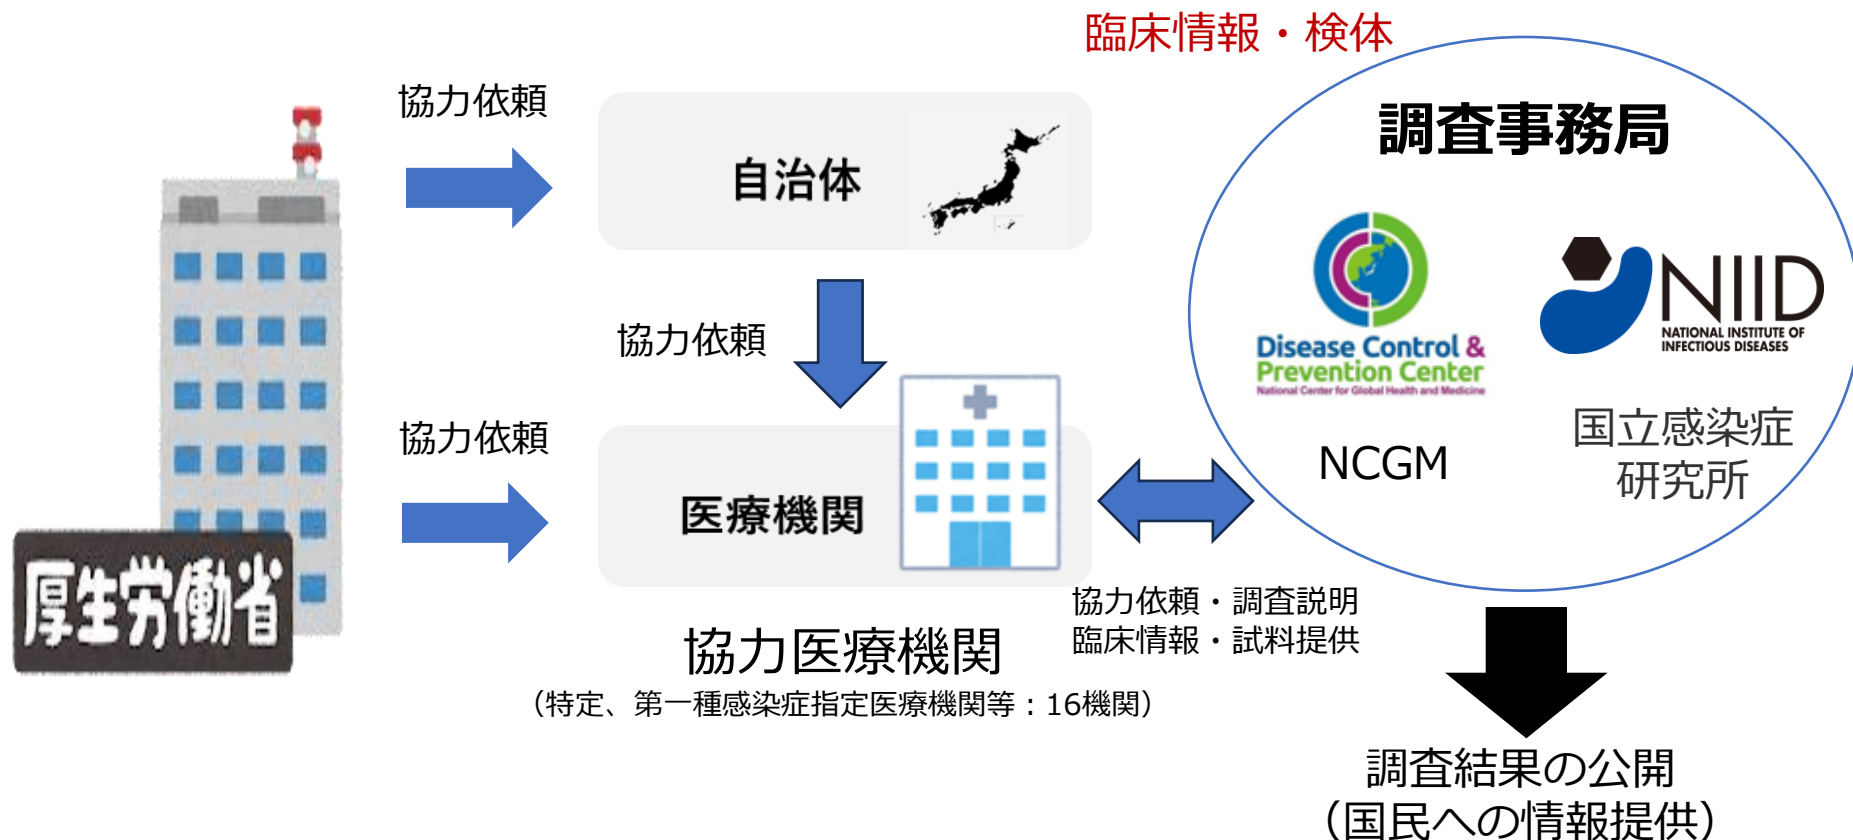 臨床情報・検体
協力依頼
自治体
調査事務局
協力依頼
Disease Control &
Prevention Center
National Center for Global Health and Medicine
NIID
NATIONAL INSTITUTE OF
INFECTIOUS DISEASES
協力依頼
医療機関
NCGM
国立感染症
研究所
厚生労働省
協力医療機関
（特定、第一種感染症指定医療機関等：16機関）
協力依頼・調査説明
臨床情報・試料提供
調査結果の公開
（国民への情報提供）